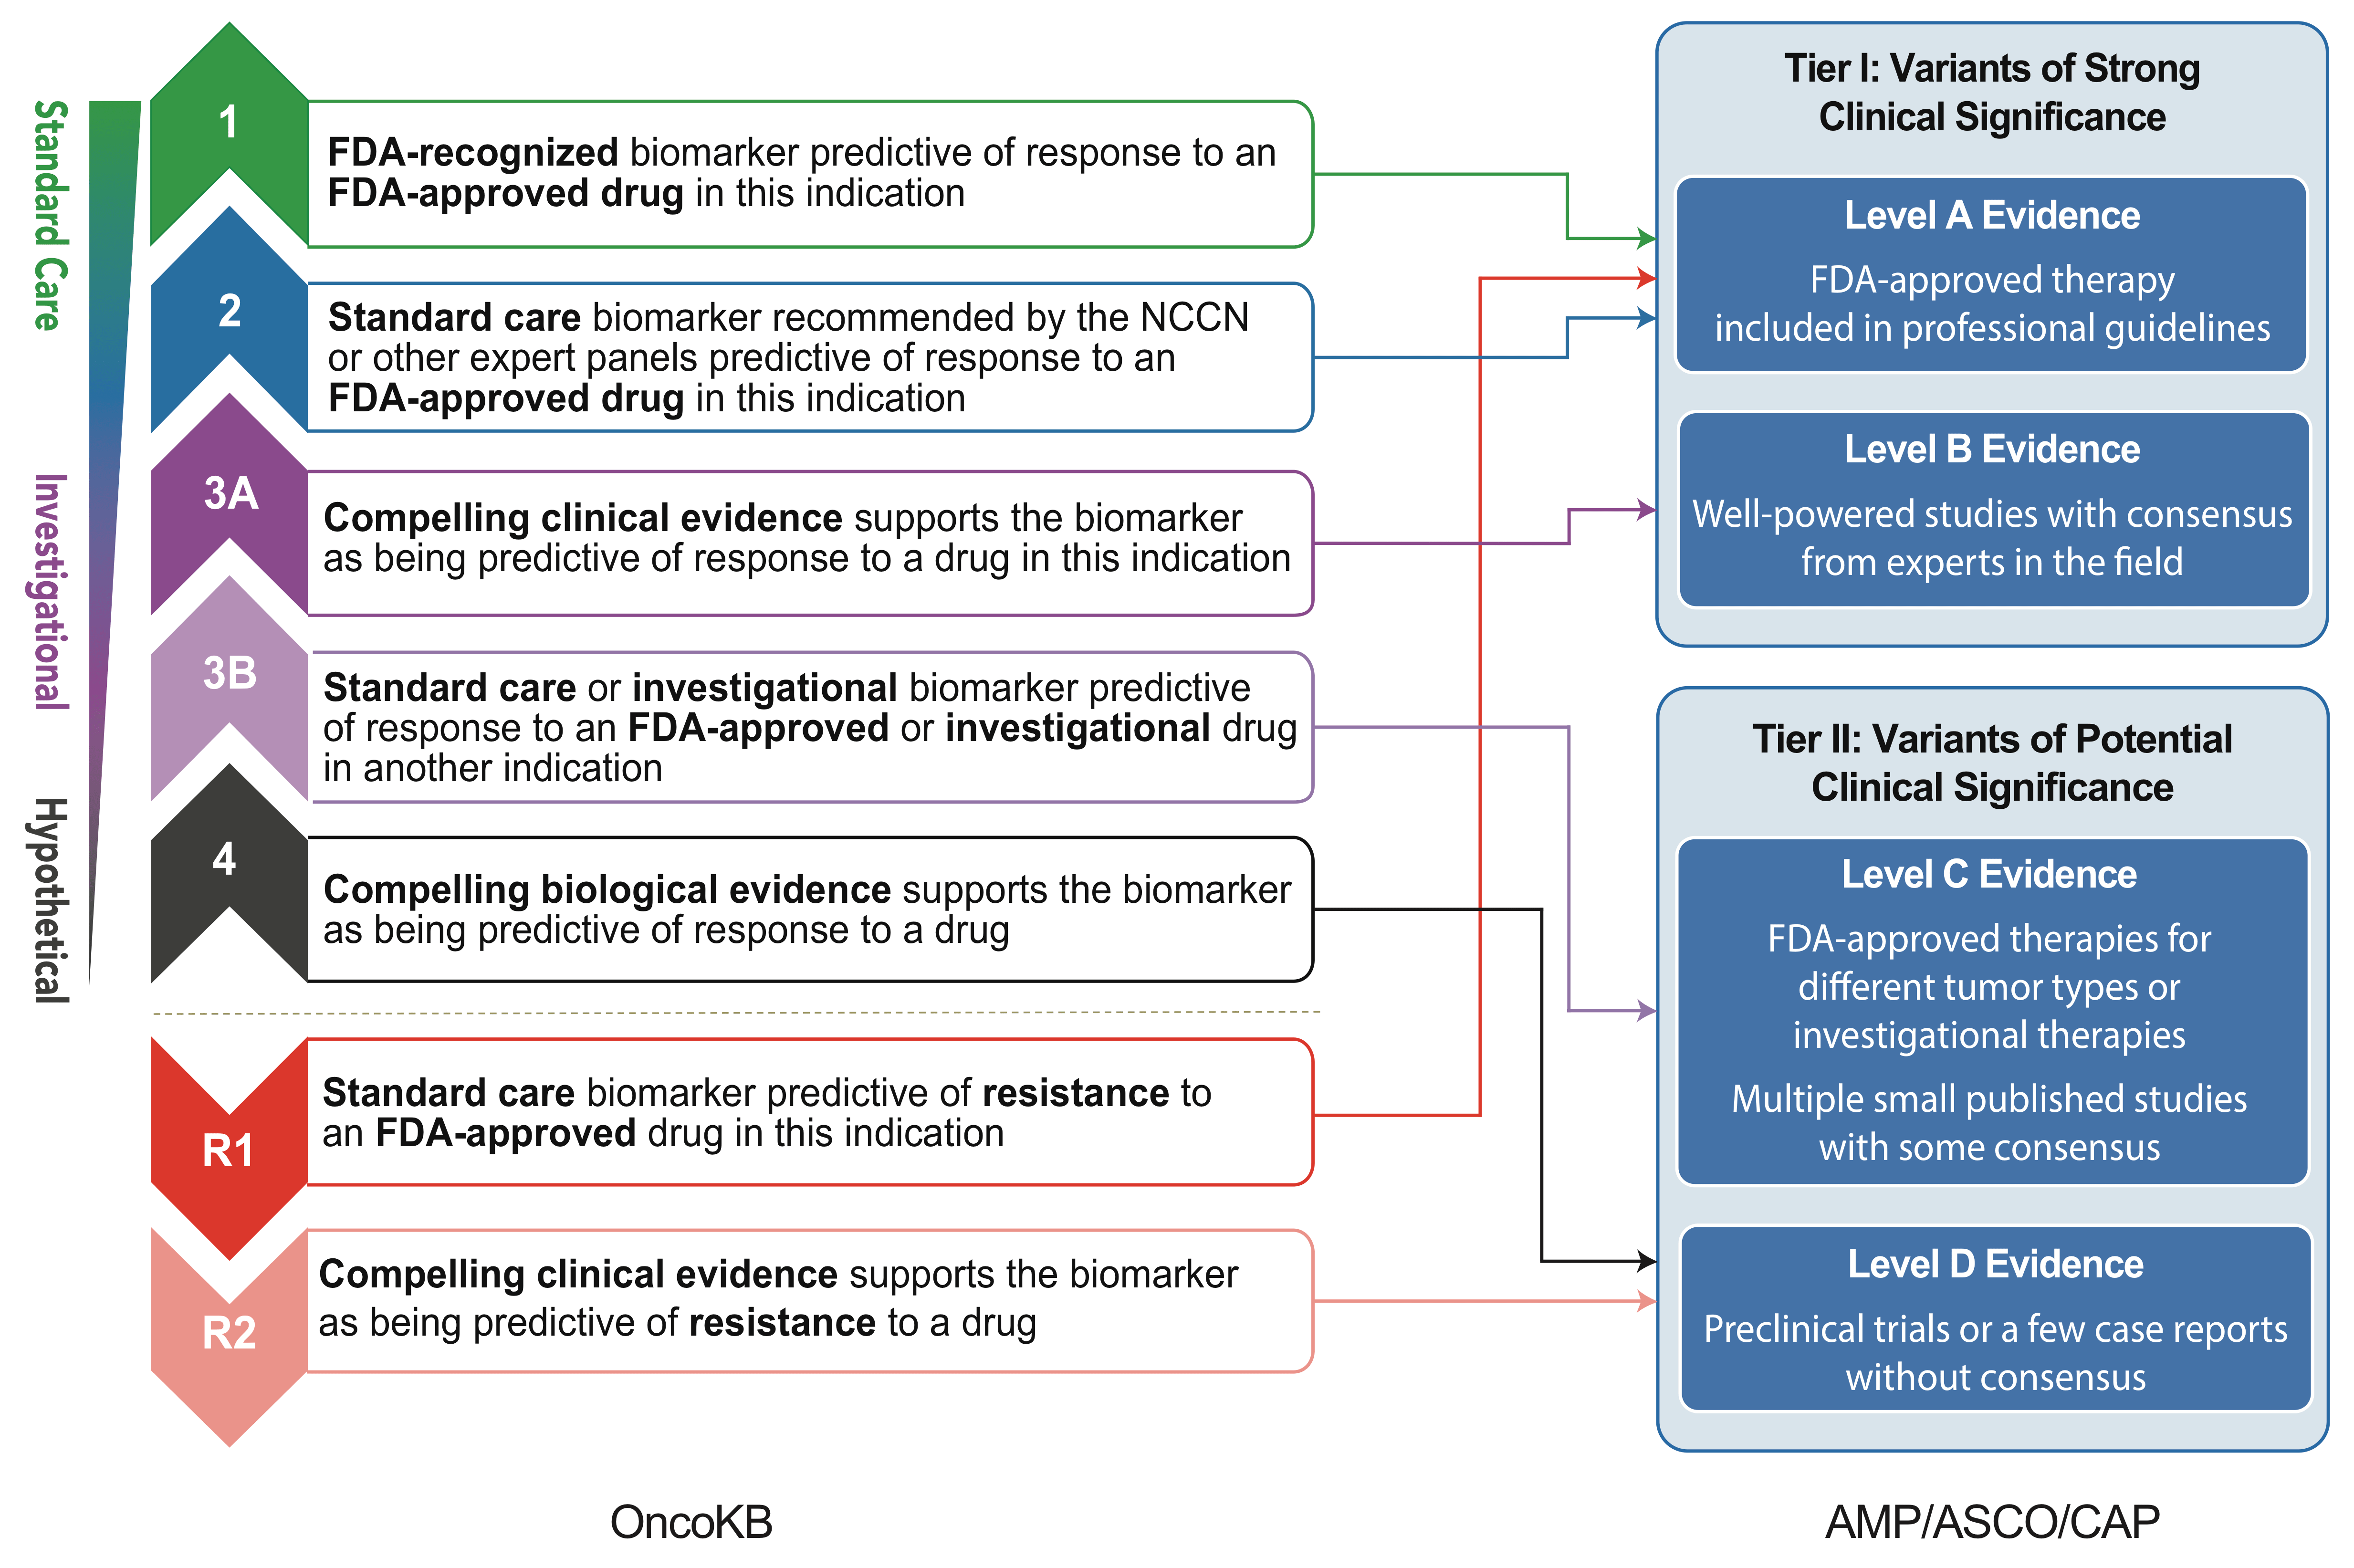 Standard Care
Investigational
Hypothetical
1
FDA-recognized biomarker predictive of response to an
FDA-approved drug in this indication
2
Standard care biomarker recommended by the NCCN
or other expert panels predictive of response to an
FDA-approved drug in this indication
3A
Compelling clinical evidence supports the biomarker
as being predictive of response to a drug in this indication
3B
Standard care or investigational biomarker predictive
of response to an FDA-approved or investigational drug
in another indication
4
Compelling biological evidence supports the biomarker
as being predictive of response to a drug
R1
Standard care biomarker predictive of resistance to
an FDA-approved drug in this indication
R2
Compelling clinical evidence supports the biomarker
as being predictive of resistance to a drug
OncoKB
Tier I: Variants of Strong
Clinical Significance
Level A Evidence
FDA-approved therapy
included in professional guidelines
Level B Evidence
Well-powered studies with consensus
from experts in the field
Tier II: Variants of Potential
Clinical Significance
Level C Evidence
FDA-approved therapies for
different tumor types or
investigational therapies
Multiple small published studies
with some consensus
Level D Evidence
Preclinical trials or a few case reports
without consensus
AMP/ASCO/CAP